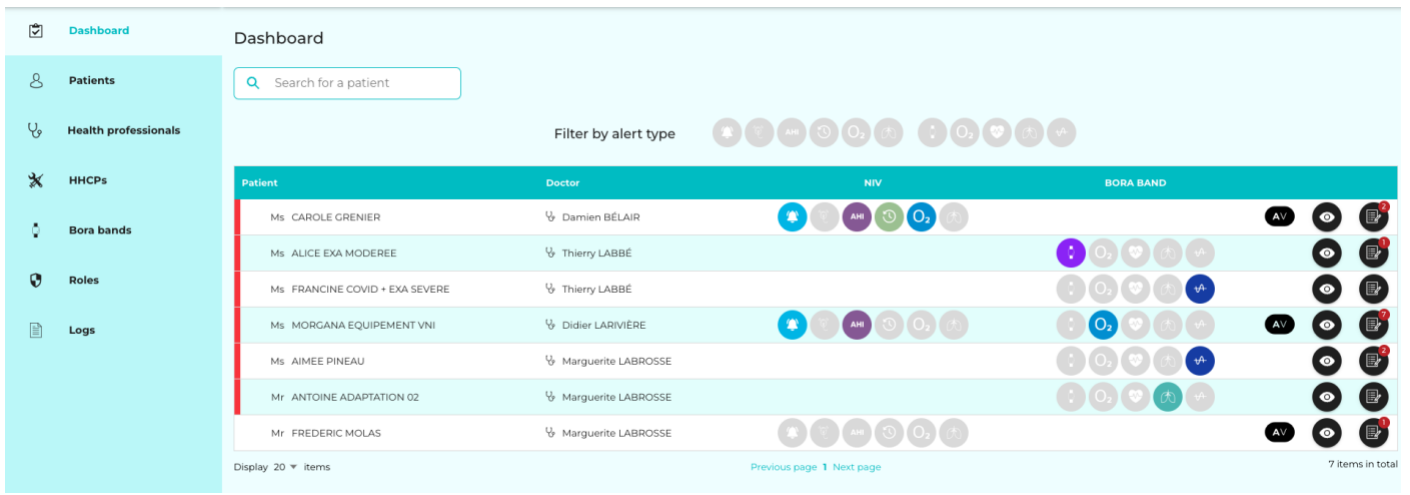 Dashboard
Patients
Health professionals
HHCPs
Bora bands
Roles
Logs
Dashboard
Search for a patient
Filter by alert type AHI O₂ O₂
Patient Doctor NIV BORA BAND
Ms CAROLE GRENIER Damien BÉLAIR AHI O₂ AV 2
Ms ALICE EXA MODEREE Thierry LABBÉ O₂ 1
Ms FRANCINE COVID + EXA SEVERE Thierry LABBÉ O₂
Ms MORGANA EQUIPEMENT VNI Didier LARIVIÈRE AHI O₂ O₂ AV 7
Ms AIMEE PINEAU Marguerite LABROSSE O₂ 2
Mr ANTOINE ADAPTATION 02 Marguerite LABROSSE O₂
Mr FREDERIC MOLAS Marguerite LABROSSE AHI O₂ AV 1
Display 20 items Previous page 1 Next page 7 items in total